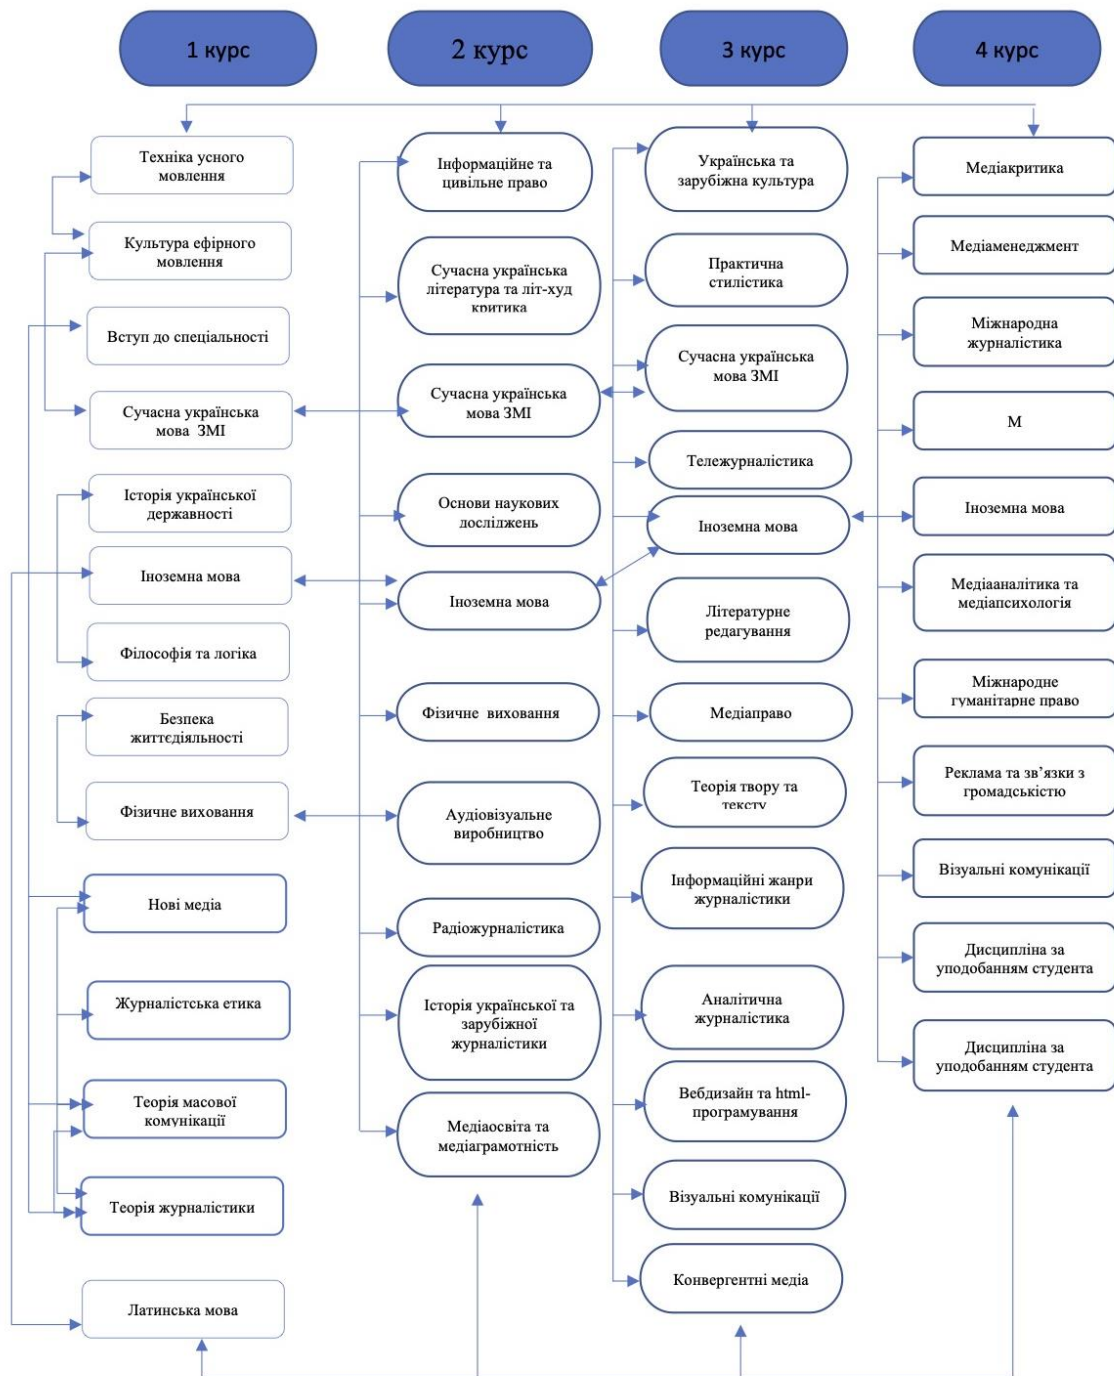 1 курс
2 курс
3 курс
4 курс
Техніка усного
мовлення
Культура ефірного
мовлення
Вступ до спеціальності
Сучасна українська
мова ЗМІ
Історія української
державності
Іноземна мова
Філософія та логіка
Безпека
життєдіяльності
Фізичне виховання
Нові медіа
Журналістська етика
Теорія масової
комунікації
Теорія журналістики
Латинська мова
Інформаційне та
цивільне право
Сучасна українська
література та літ-худ
критика
Сучасна українська
мова ЗМІ
Основи наукових
досліджень
Іноземна мова
Фізичне виховання
Аудіовізуальне
виробництво
Радіожурналістика
Історія української та
зарубіжної
журналістики
Медіаосвіта та
медіаграмотність
Українська та
зарубіжна культура
Практична
стилістика
Сучасна українська
мова ЗМІ
Тележурналістика
Іноземна мова
Літературне
редагування
Медіаправо
Теорія твору та
тексту
Інформаційні жанри
журналістики
Аналітична
журналістика
Вебдизайн та html-
програмування
Візуальні комунікації
Конвергентні медіа
Медіакритика
Медіаменеджмент
Міжнародна
журналістика
М
Іноземна мова
Медіааналітика та
медіапсихологія
Міжнародне
гуманітарне право
Реклама та зв’язки з
громадськістю
Візуальні комунікації
Дисципліна за
уподобанням студента
Дисципліна за
уподобанням студента